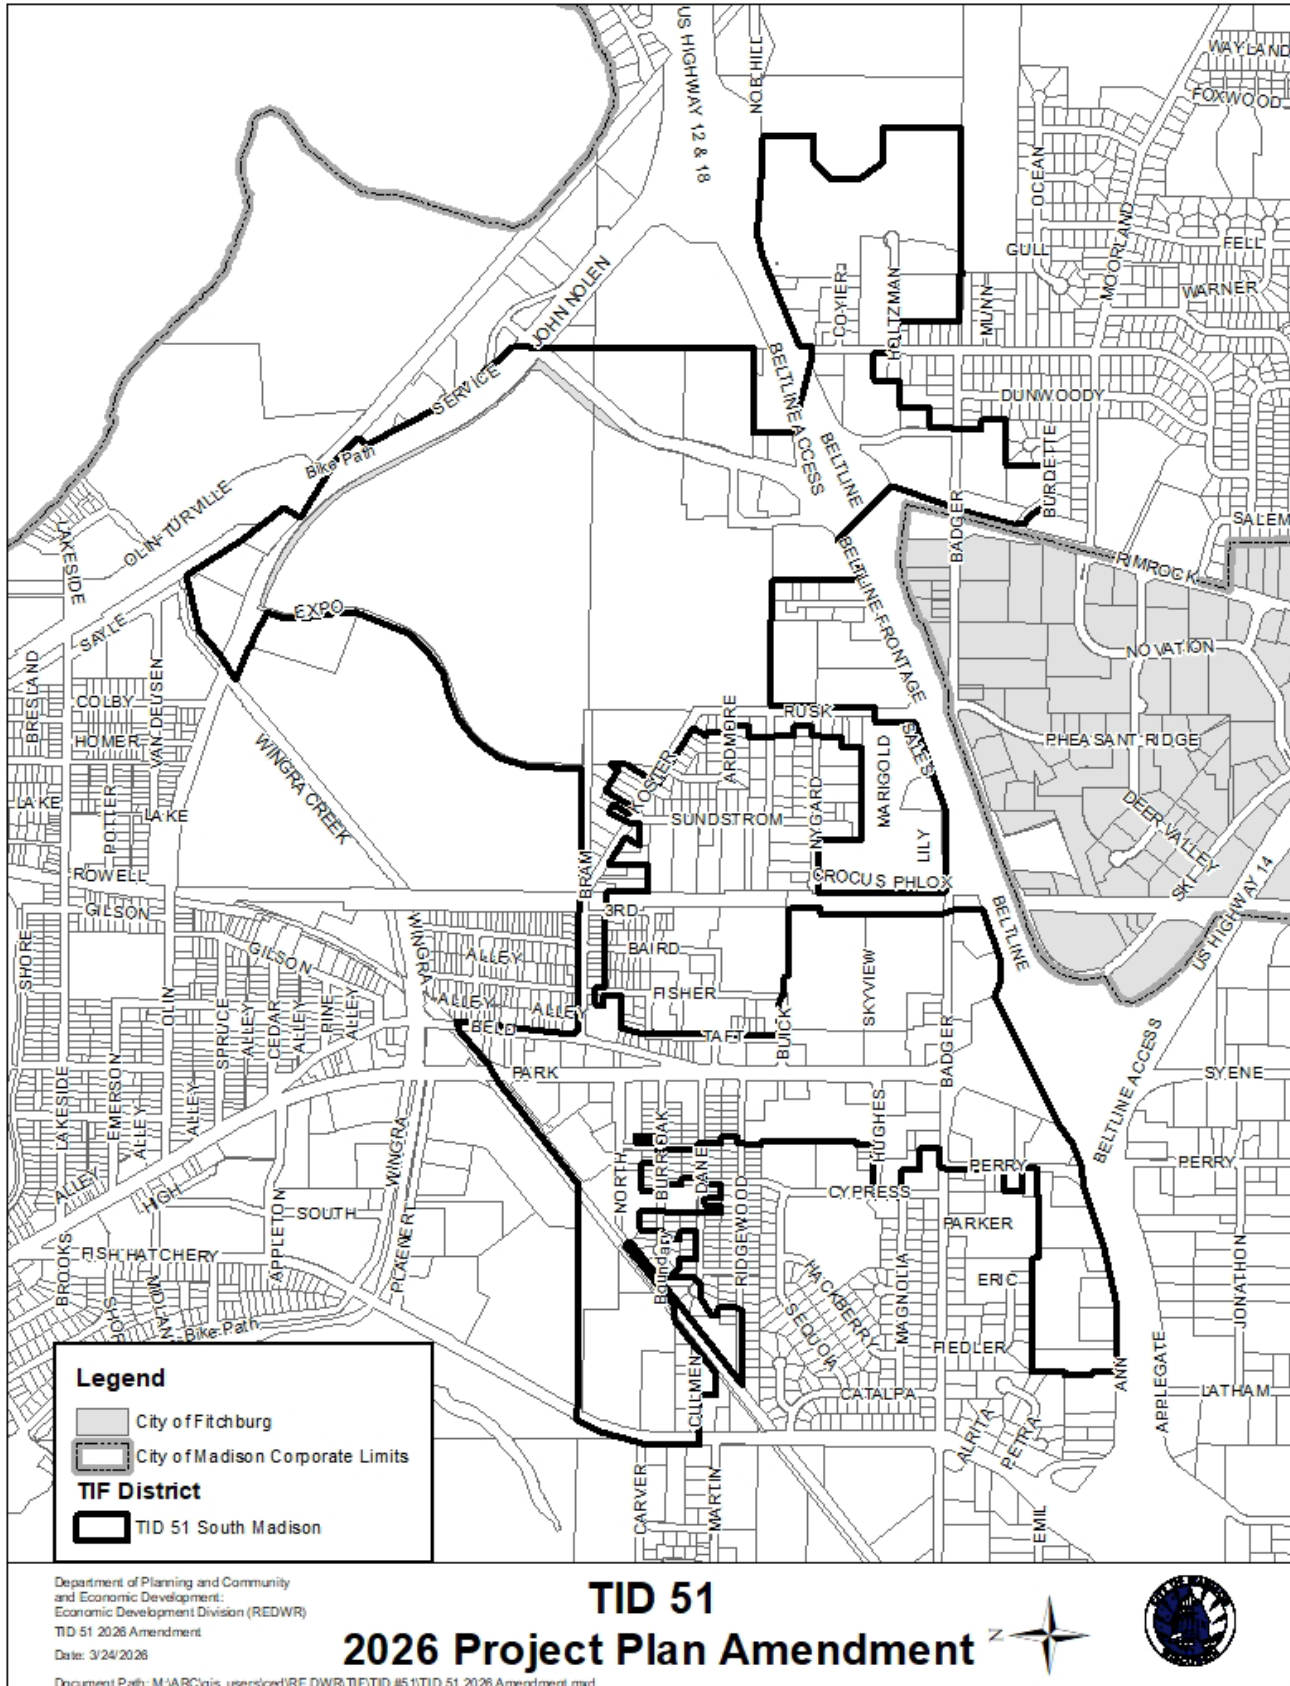 US HIGHWAY 12 & 18
NOB HILL
WAYLAND
FOXWOOD
OCEAN
GULL
MOORLAND
FELL
WARNER
COYIER
HOLTZMAN
MUNN
JOHN NOLEN
SERVICE
BELTLINE ACCESS
BELTLINE
DUNWOODY
BURDETTE
Bike Path
OLIN-TURVILLE
LAKESIDE
BADGER
SALEM
RIMROCK
BELTLINE FRONTAGE
EXPO
SAYLE
BRESLAND
VAN DEUSEN
COLBY
HOMER
NOVATION
PHEASANT RIDGE
RUSK
ARDMORE
SALES
MARIGOLD
KOSTER
WINGRA CREEK
LAKE
POTTER
LAKE
SUNDSTROM
NYGARD
LILY
DEER VALLEY
SKI
US HIGHWAY 14
ROWELL
BRAM
CROCUS
PHLOX
GILSON
3RD
BELTLINE
SHORE
GILSON
WINGRA
ALLEY
BAIRD
SKYVIEW
FISHER
ALLEY
ALLEY
BELD
TAFT
BUICK
OLIN
SPRUCE
ALLEY
CEDAR
ALLEY
PINE
ALLEY
BADGER
BELTLINE ACCESS
SYENE
PARK
LAKESIDE
EMERSON
ALLEY
ALLEY
WINGRA
NORTH
BURR OAK
DANE
RIDGEWOOD
HUGHES
PERRY
PERRY
CYPRESS
ALLEY
HIGH
SOUTH
APPLETON
PLAENERT
PARKER
FISH HATCHERY
BROOKS
MIDLAND
Boundary
HACKBERRY
SEQUOIA
MAGNOLIA
ERIC
JONATHON
Bike Path
FIEDLER
CULMEN
CATALPA
ANN
APPLEGATE
LATHAM
ALRITA
PETRA
CARVER
MARTIN
EMIL
Legend
City of Fitchburg
City of Madison Corporate Limits
TIF District
TID 51 South Madison
Department of Planning and Community
and Economic Development:
Economic Development Division (REDWR)
TID 51 2026 Amendment
Date: 3/24/2026
TID 51
2026 Project Plan Amendment
N